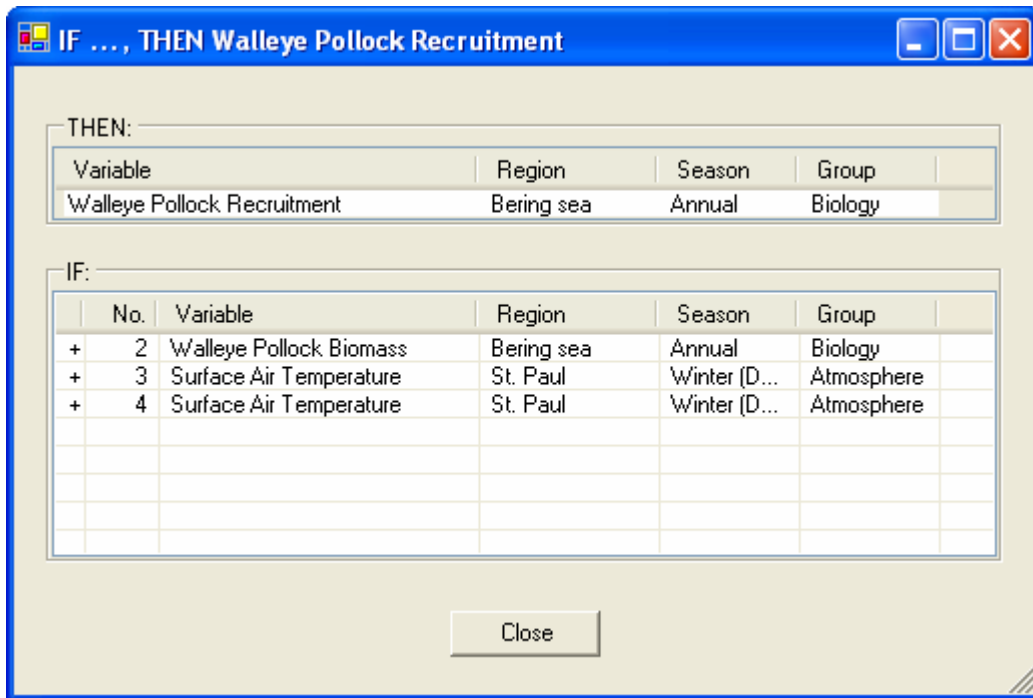 IF ..., THEN Walleye Pollock Recruitment
THEN:
Variable Region Season Group
Walleye Pollock Recruitment Bering sea Annual Biology
IF:
No. Variable Region Season Group
+ 2 Walleye Pollock Biomass Bering sea Annual Biology
+ 3 Surface Air Temperature St. Paul Winter (D... Atmosphere
+ 4 Surface Air Temperature St. Paul Winter (D... Atmosphere
Close